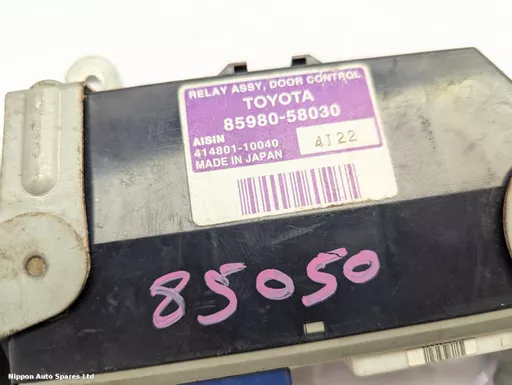 RELAY ASSY, DOOR CONTROL
TOYOTA
85980-58030
AISIN
414801-10040
MADE IN JAPAN
4J22
85050
Nippon Auto Spares Ltd